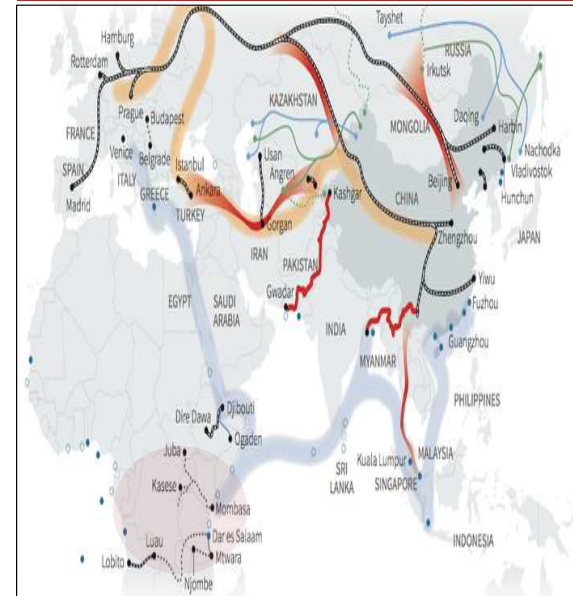 Tayshet
Hamburg
Rotterdam
RUSSIA
Irkutsk
KAZAKHSTAN
Prague
Budapest
Daqing
Harbin
FRANCE
MONGOLIA
Venice
Belgrade
Usan
Nachodka
ITALY
Istanbul
Angren
Vladivostok
SPAIN
Beijing
GREECE
Ankara
Kashgar
CHINA
Hunchun
Madrid
TURKEY
Gorgan
Zhengzhou
JAPAN
IRAN
PAKISTAN
Yiwu
EGYPT
SAUDI
ARABIA
Gwadar
Fuzhou
INDIA
Guangzhou
MYANMAR
PHILIPPINES
Djibouti
Dire Dawa
Ogaden
Juba
SRI
LANKA
Kuala Lumpur
MALAYSIA
SINGAPORE
Kasese
Mombasa
Dar es Salaam
INDONESIA
Luau
Lobito
Mtwara
Njombe